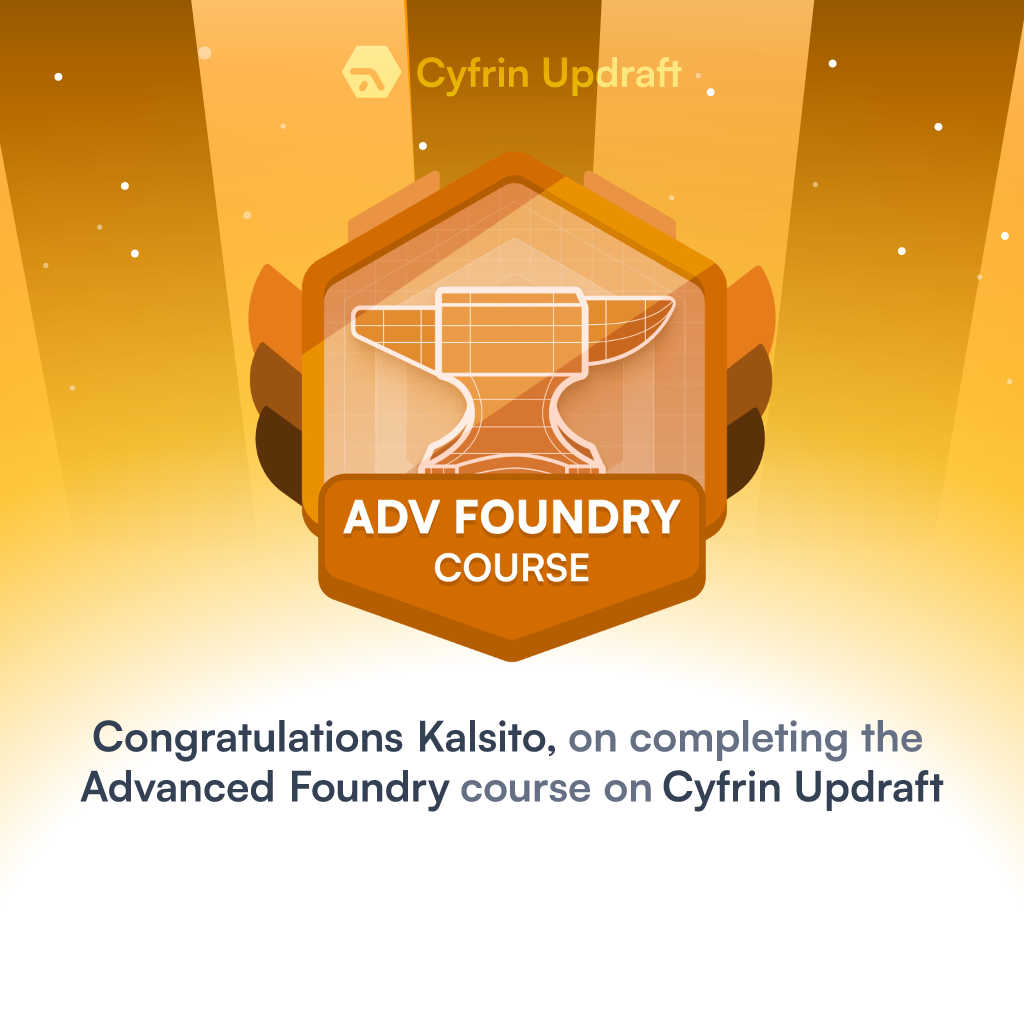 Cyfrin Updraft
ADV FOUNDRY
COURSE
Congratulations Kalsito, on completing the
Advanced Foundry course on Cyfrin Updraft